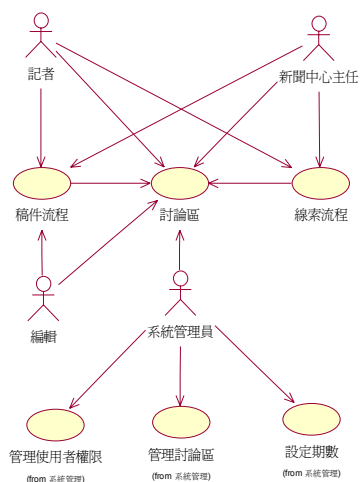 記者
新聞中心主任
稿件流程
討論區
線索流程
編輯
系統管理員
管理使用者權限
(from 系統管理)
管理討論區
(from 系統管理)
設定期數
(from 系統管理)